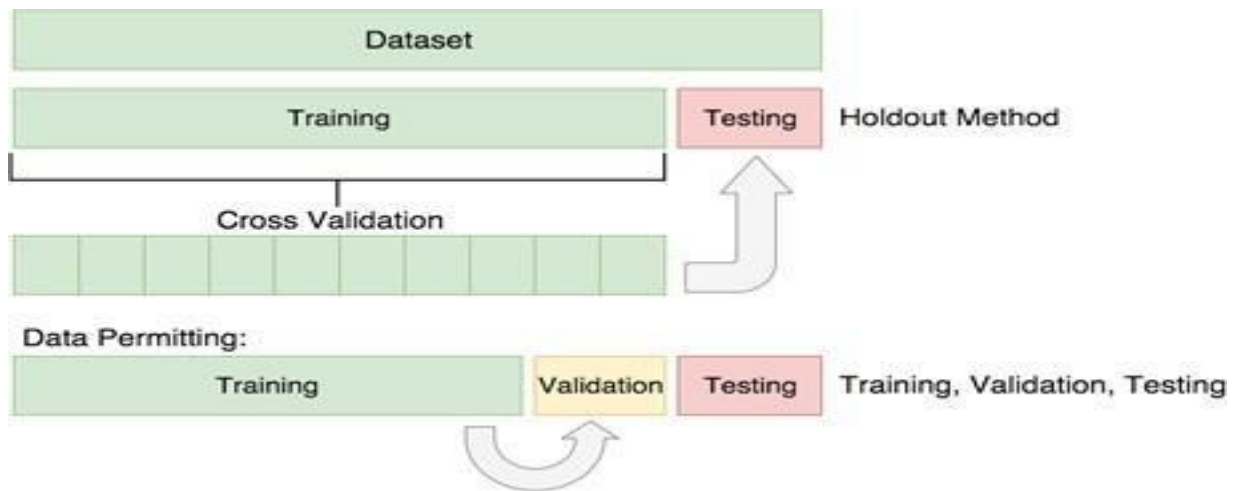 Dataset
Training Testing Holdout Method
Cross Validation
Data Permitting:
Training Validation Testing Training, Validation, Testing